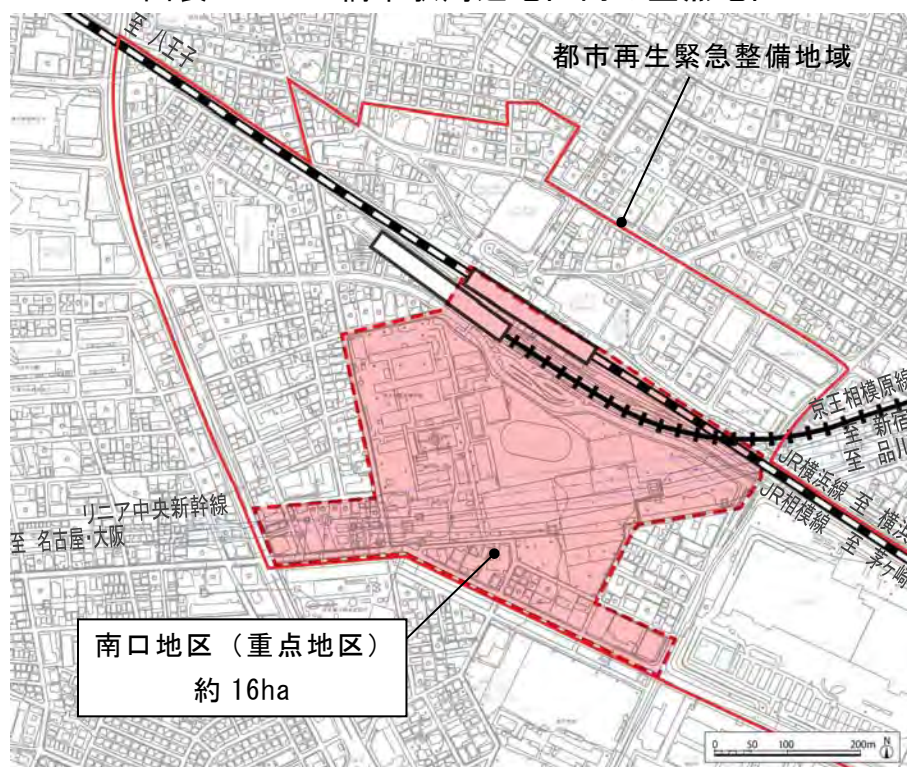 至 八王子
都市再生緊急整備地域
京王相模原線
至 新宿
至 品川
JR横浜線 至 横浜
JR相模線 至 茅ケ崎
リニア中央新幹線
至 名古屋・大阪
南口地区（重点地区）
約 16ha
0 50 100 200m
N